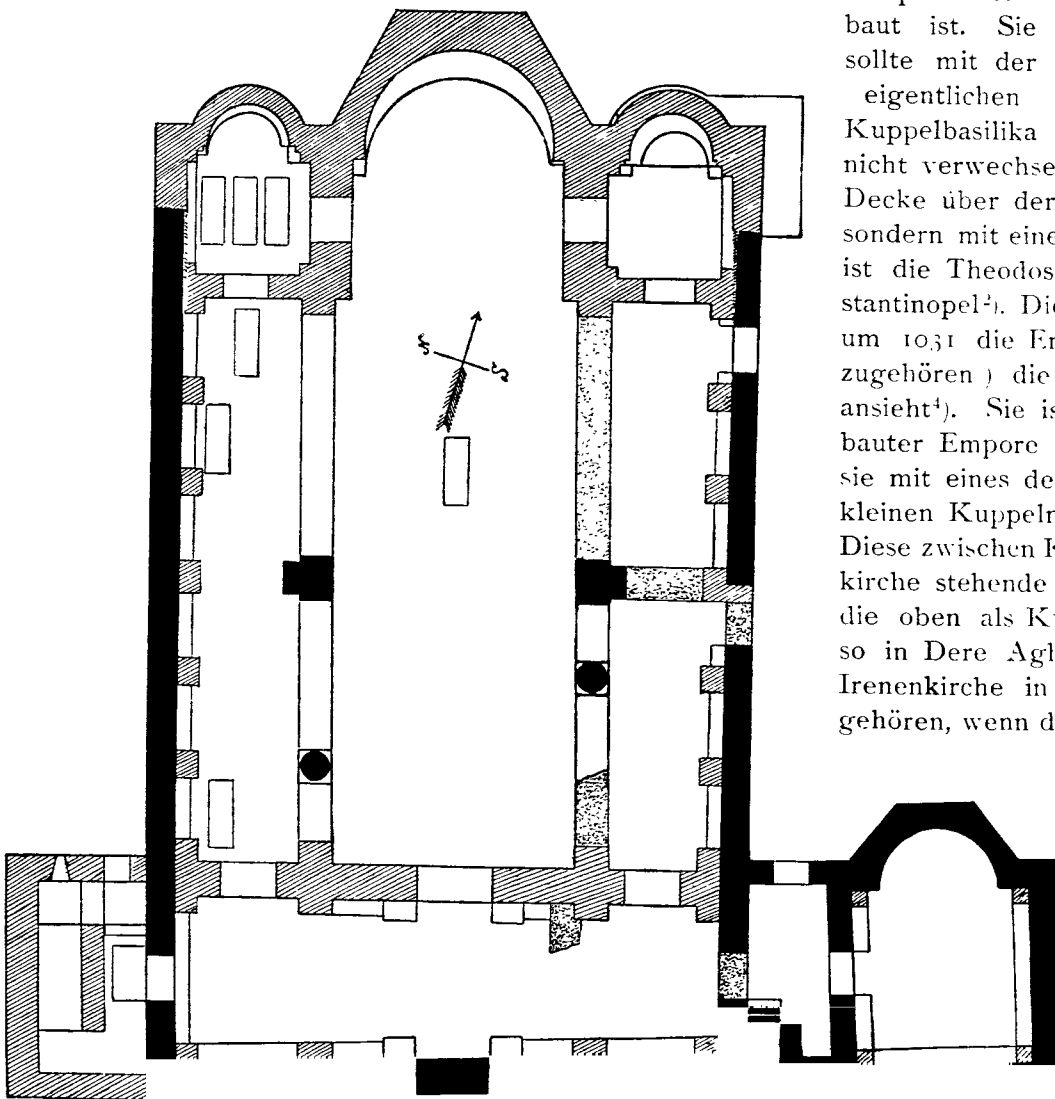 baut ist. Sie
sollte mit der
eigentlichen
Kuppelbasilika
nicht verwechse
Decke über der
sondern mit eine
ist die Theodos
stantinopel²). Die
um 1031 die Er
zugehören ) die
ansieht⁴). Sie is
bauter Empore
sie mit eines de
kleinen Kuppelr
Diese zwischen K
kirche stehende
die oben als K
so in Dere Agh
Irenenkirche in
gehören, wenn d